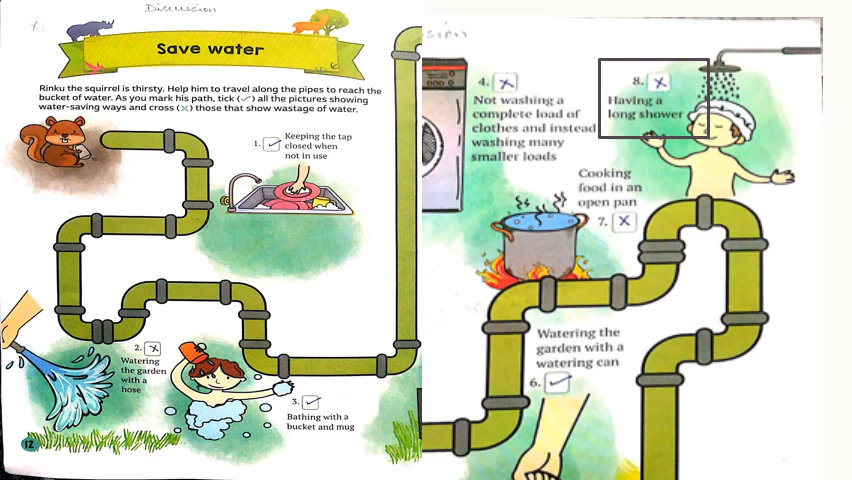 Discussion
Save water
Rinku the squirrel is thirsty. Help him to travel along the pipes to reach the
bucket of water. As you mark his path, tick (✓) all the pictures showing
water-saving ways and cross (×) those that show wastage of water.
1. ✓
Keeping the tap
closed when
not in use
2. ×
Watering
the garden
with a
hose
3. ✓
Bathing with a
bucket and mug
12
4. ×
Not washing a
complete load of
clothes and instead
washing many
smaller loads
8. ×
Having a
long shower
Cooking
food in an
open pan
7. ×
Watering the
garden with a
watering can
6. ✓